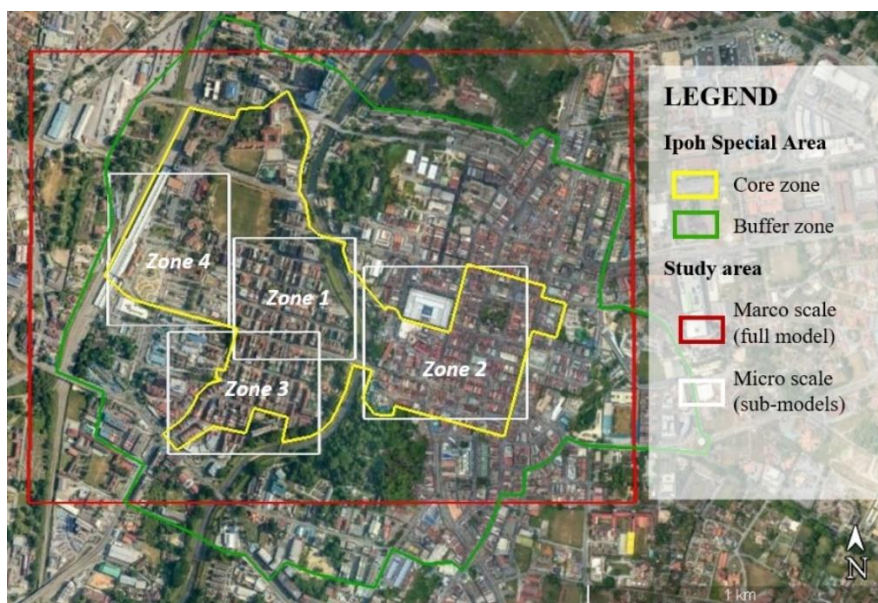 LEGEND
Ipoh Special Area
Core zone
Buffer zone
Study area
Marco scale
(full model)
Micro scale
(sub-models)
Zone 4
Zone 1
Zone 3
Zone 2
N
1 km